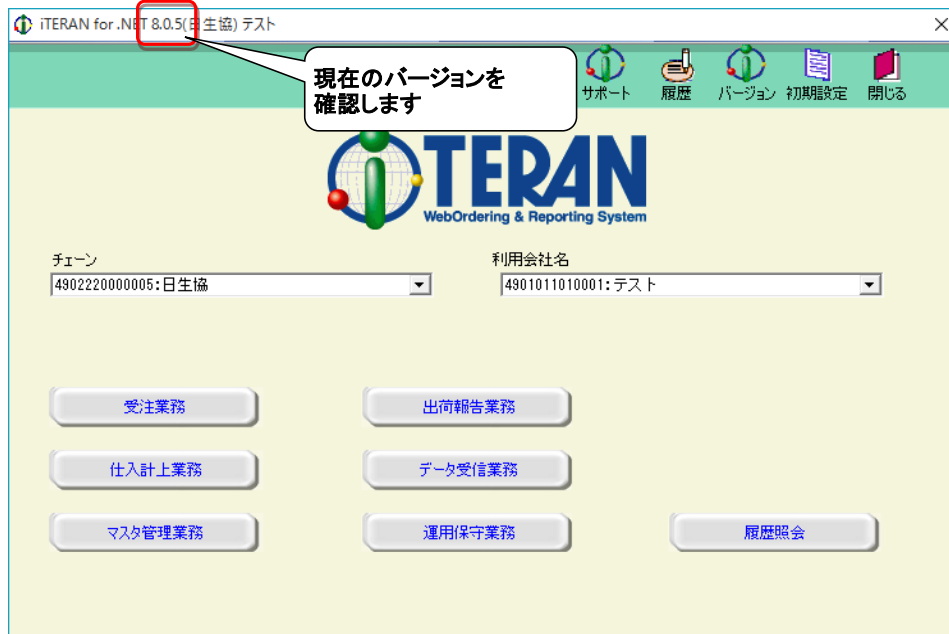 iTERAN for .NET 8.0.5(日生協) テスト
現在のバージョンを
確認します
サポート
履歴
バージョン
初期設定
閉じる
iTERAN
WebOrdering & Reporting System
チェーン
利用会社名
4902220000005:日生協
4901011010001:テスト
受注業務
出荷報告業務
仕入計上業務
データ受信業務
マスタ管理業務
運用保守業務
履歴照会